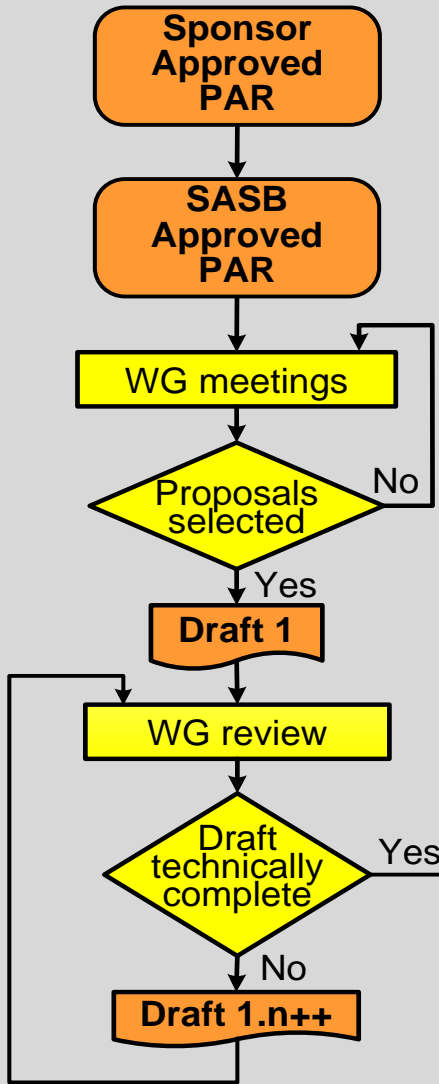 Sponsor
Approved
PAR
SASB
Approved
PAR
WG meetings
Proposals
selected
No
Yes
Draft 1
WG review
Draft
technically
complete
Yes
No
Draft 1.n++